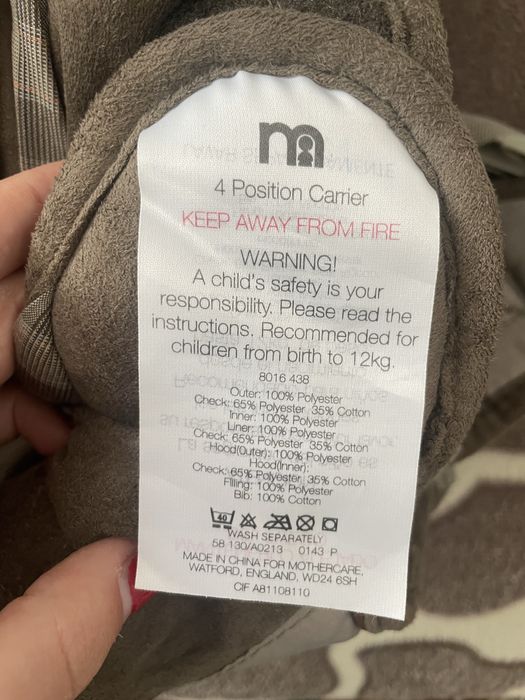 m
4 Position Carrier
KEEP AWAY FROM FIRE
WARNING!
A child's safety is your
responsibility. Please read the
instructions. Recommended for
children from birth to 12kg.
8016 438
Outer: 100% Polyester
Check: 65% Polyester 35% Cotton
Inner: 100% Polyester
Liner: 100% Polyester
Check: 65% Polyester 35% Cotton
Hood(Outer): 100% Polyester
Hood(Inner):
Check: 65% Polyester, 35% Cotton
Filling: 100% Polyester
Bib: 100% Cotton
40
WASH SEPARATELY
58 130/A0213 0143 P
MADE IN CHINA FOR MOTHERCARE,
WATFORD, ENGLAND, WD24 6SH
CIF A81108110